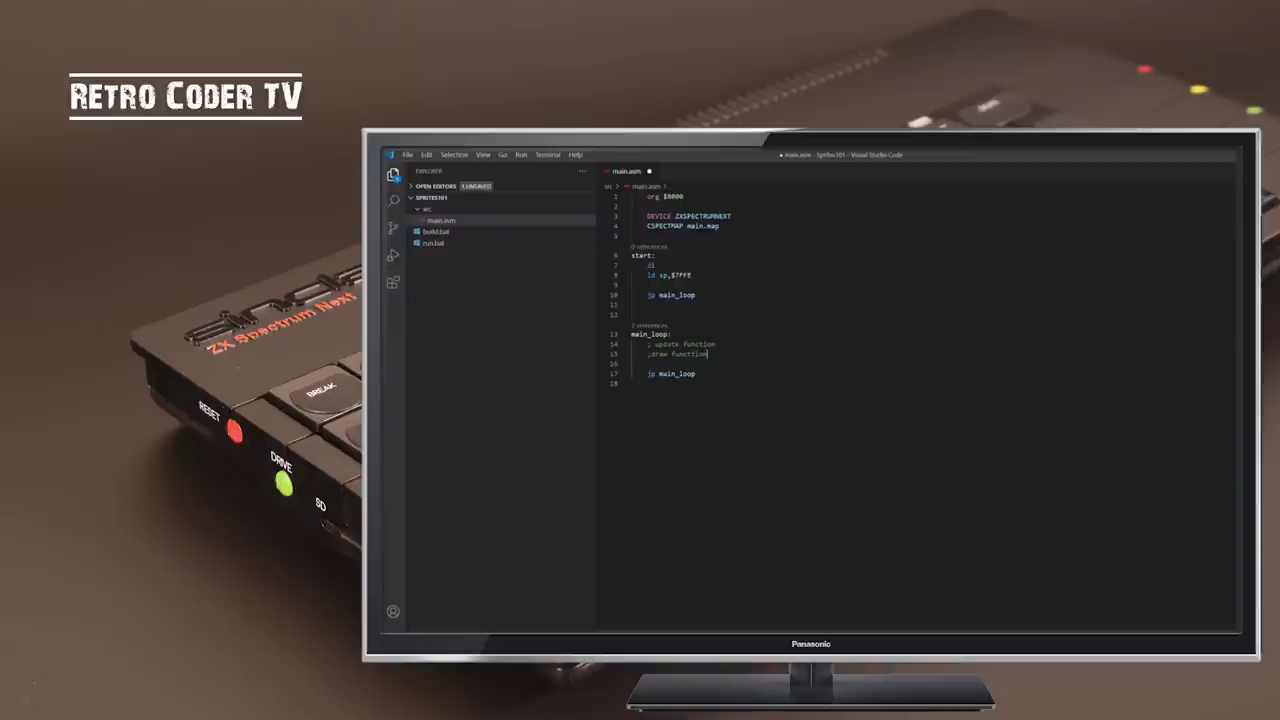 RETRO CODER TV
File Edit Selection View Go Run Terminal Help
● main.asm - Sprites101 - Visual Studio Code
EXPLORER ...
OPEN EDITORS 1 UNSAVED
SPRITES101
src
main.asm
build.bat
run.bat
main.asm ●
src > main.asm > ...
1 org $8000
2
3 DEVICE ZXSPECTRUMNEXT
4 CSPECTMAP main.map
5
0 references
6 start:
7 di
8 ld sp,$7FFE
9
10 jp main_loop
11
12
2 references
13 main_loop:
14 ; update function
15 ;draw functtion
16
17 jp main_loop
18
sinclair
ZX Spectrum Next
BREAK
RESET
DRIVE
SD
Panasonic